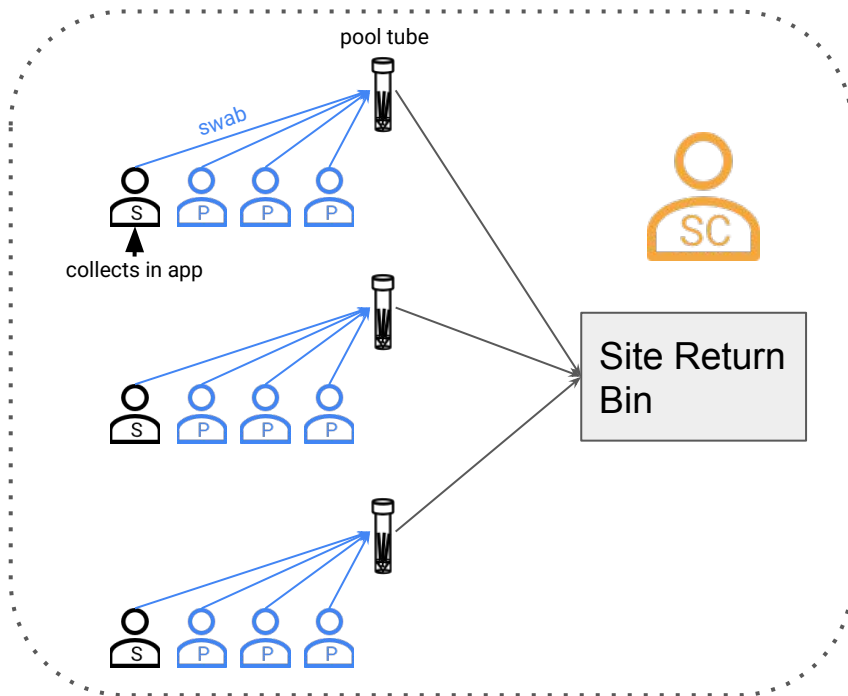 pool tube
swab
S P P P
SC
collects in app
Site Return
Bin
S P P P
S P P P